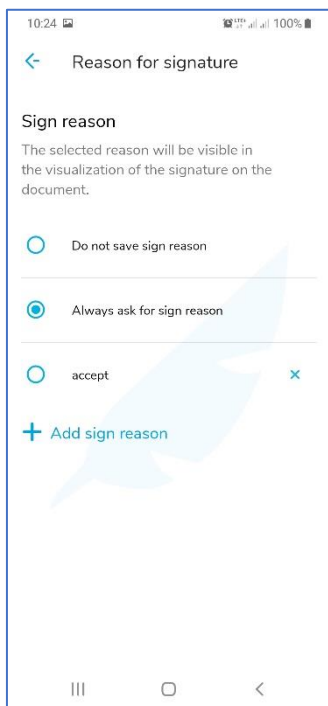 10:24
100%
Reason for signature
Sign reason
The selected reason will be visible in
the visualization of the signature on the
document.
Do not save sign reason
Always ask for sign reason
accept
Add sign reason